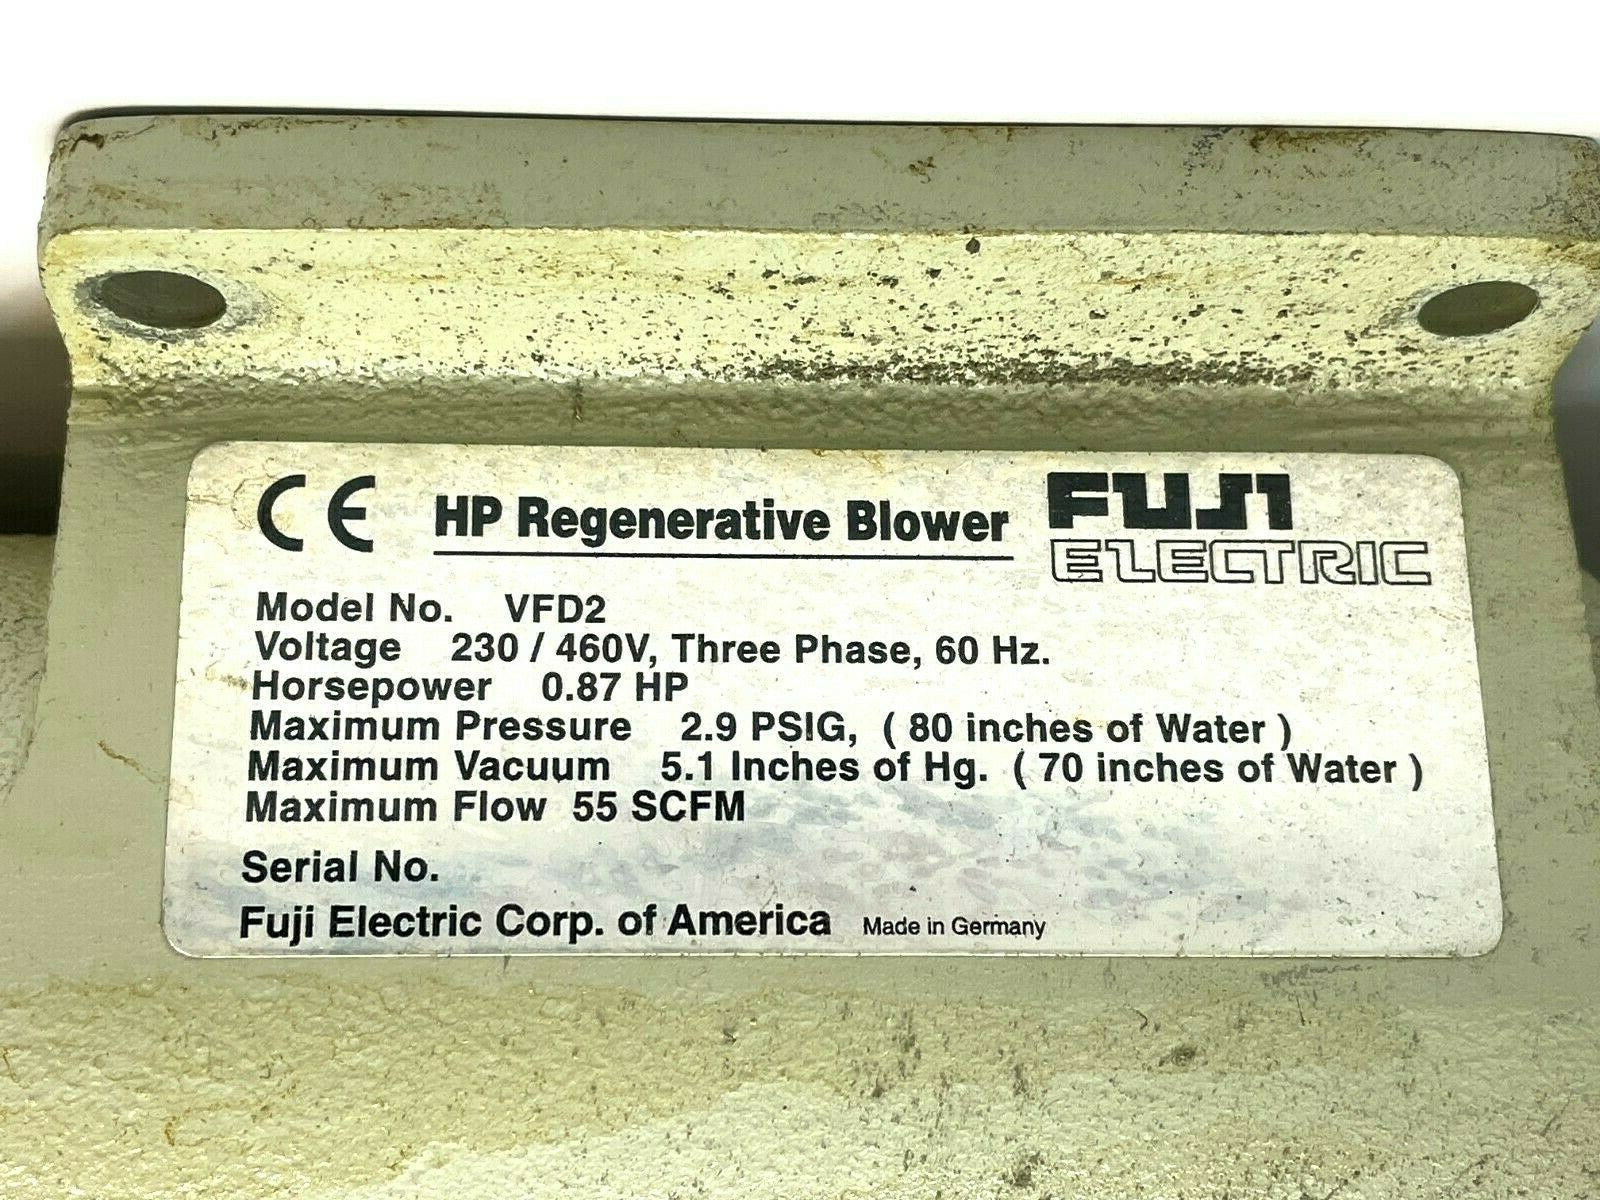 CE HP Regenerative Blower FUJI
ELECTRIC
Model No. VFD2
Voltage 230 / 460V, Three Phase, 60 Hz.
Horsepower 0.87 HP
Maximum Pressure 2.9 PSIG, ( 80 inches of Water )
Maximum Vacuum 5.1 Inches of Hg. ( 70 inches of Water )
Maximum Flow 55 SCFM
Serial No.
Fuji Electric Corp. of America Made in Germany